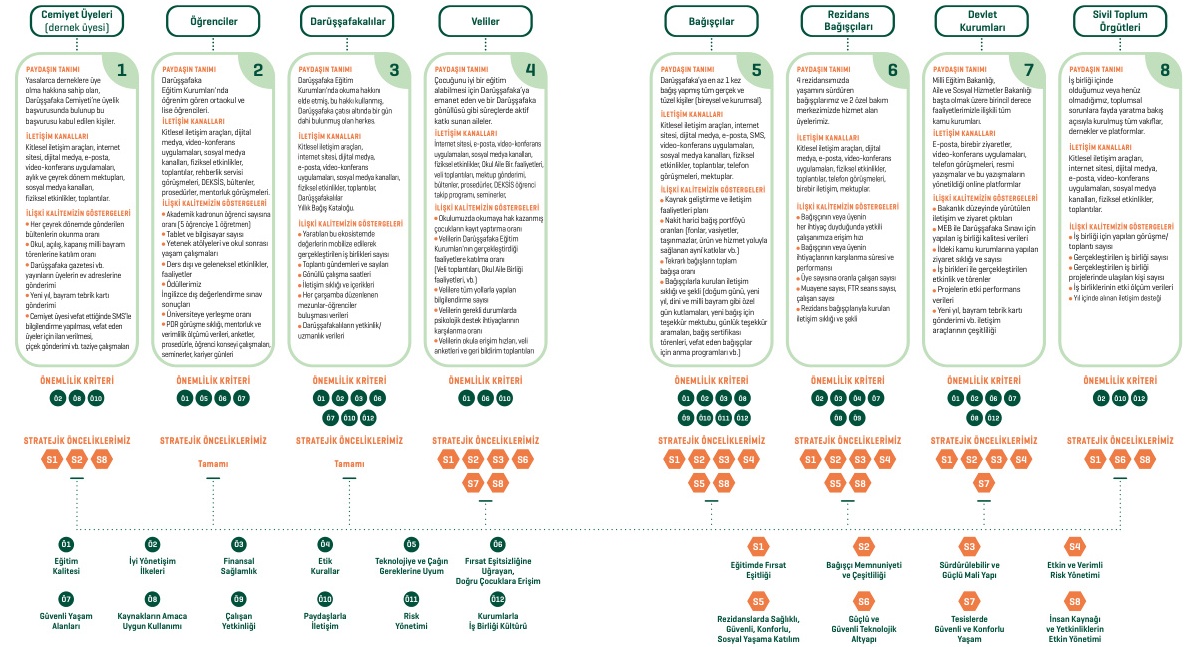 Cemiyet Üyeleri
(dernek üyesi)
1
PAYDAŞIN TANIMI
Yasalarca derneklere üye
olma hakkına sahip olan,
Darüşşafaka Cemiyeti'ne üyelik
başvurusunda bulunup bu
başvurusu kabul edilen kişiler.
İLETİŞİM KANALLARI
Kitlesel iletişim araçları, internet
sitesi, dijital medya, e-posta,
video-konferans uygulamaları,
aylık ve çeyrek dönem mektupları,
sosyal medya kanalları,
fiziksel etkinlikler, toplantılar.
İLİŞKİ KALİTEMİZİN GÖSTERGELERİ
• Her çeyrek dönemde gönderilen
bültenlerin okunma oranı
• Okul, açılış, kapanış milli bayram
törenlerine katılım oranı
• Darüşşafaka gazetesi vb.
yayınların üyelerin ev adreslerine
gönderimi
• Yeni yıl, bayram tebrik kartı
gönderimi
• Cemiyet üyesi vefat ettiğinde SMS'le
bilgilendirme yapılması, vefat eden
üyeler için ilan verilmesi,
çiçek gönderimi vb. taziye çalışmaları
ÖNEMLİLİK KRİTERİ
Ö2 Ö8 Ö10
STRATEJİK ÖNCELİKLERİMİZ
S1 S2 S8
Öğrenciler
2
PAYDAŞIN TANIMI
Darüşşafaka
Eğitim Kurumları'nda
öğrenim gören ortaokul ve
lise öğrencileri.
İLETİŞİM KANALLARI
Kitlesel iletişim araçları, dijital
medya, e-posta, video-konferans
uygulamaları, sosyal medya
kanalları, fiziksel etkinlikler,
toplantılar, rehberlik servisi
görüşmeleri, DEKSİS, bültenler,
prosedürler, mentorluk görüşmeleri.
İLİŞKİ KALİTEMİZİN GÖSTERGELERİ
• Akademik kadronun öğrenci sayısına
oranı (5 öğrenciye 1 öğretmen)
• Tablet ve bilgisayar sayısı
• Yetenek atölyeleri ve okul sonrası
yaşam çalışmaları
• Ders dışı ve geleneksel etkinlikler,
faaliyetler
• Ödüllerimiz
İngilizce dış değerlendirme sınav
sonuçları
• Üniversiteye yerleşme oranı
• PDR görüşme sıklığı, mentorluk ve
verimlilik ölçümü verileri, anketler,
prosedürler, öğrenci konseyi çalışmaları,
seminerler, kariyer günleri
ÖNEMLİLİK KRİTERİ
Ö1 Ö5 Ö6 Ö7
STRATEJİK ÖNCELİKLERİMİZ
Tamamı
Darüşşafakalılar
3
PAYDAŞIN TANIMI
Darüşşafaka Eğitim
Kurumları'nda okuma hakkını
elde etmiş, bu hakkı kullanmış,
Darüşşafaka çatısı altında bir gün
dahi bulunmuş olan herkes.
İLETİŞİM KANALLARI
Kitlesel iletişim araçları,
internet sitesi, dijital medya,
e-posta, video-konferans
uygulamaları, sosyal medya kanalları,
fiziksel etkinlikler, toplantılar,
Darüşşafakalılar
Yıllık Bağış Kataloğu.
İLİŞKİ KALİTEMİZİN GÖSTERGELERİ
• Yaratılan bu ekosistemde
değerlerin mobilize edilerek
gerçekleştirilen iş birlikleri sayısı
• Toplantı gündemleri ve sayıları
• Gönüllü çalışma saatleri
• İletişim sıklığı ve içerikleri
• Her çarşamba düzenlenen
mezunlar-öğrenciler
buluşması verileri
• Darüşşafakalıların yetkinlik/
uzmanlık verileri
ÖNEMLİLİK KRİTERİ
Ö1 Ö2 Ö3 Ö6
Ö7 Ö10 Ö12
STRATEJİK ÖNCELİKLERİMİZ
Tamamı
Veliler
4
PAYDAŞIN TANIMI
Çocuğunu iyi bir eğitim
alabilmesi için Darüşşafaka'ya
emanet eden ve bir Darüşşafaka
gönüllüsü gibi süreçlerde aktif
katkı sunan aileler.
İLETİŞİM KANALLARI
İnternet sitesi, e-posta, video-konferans
uygulamaları, sosyal medya kanalları,
fiziksel etkinlikler, Okul Aile Bir. faaliyetleri,
veli toplantıları, mektup gönderimi,
bültenler, prosedürler, DEKSİS öğrenci
takip programı, seminerler,
İLİŞKİ KALİTEMİZİN GÖSTERGELERİ
• Okulumuzda okumaya hak kazanmış
çocukların kayıt yaptırma oranı
• Velilerin Darüşşafaka Eğitim
Kurumları'nın gerçekleştirdiği
faaliyetlere katılma oranı
(Veli toplantıları, Okul Aile Birliği
faaliyetleri, vb.)
• Velilere tüm yollarla yapılan
bilgilendirme sayısı
• Velilerin gerekli durumlarda
psikolojik destek ihtiyaçlarının
karşılanma oranı
• Velilerin okula erişim hızları, veli
anketleri ve geri bildirim toplantıları
ÖNEMLİLİK KRİTERİ
Ö1 Ö6 Ö10
STRATEJİK ÖNCELİKLERİMİZ
S1 S2 S3 S6
S7 S8
Bağışçılar
5
PAYDAŞIN TANIMI
Darüşşafaka'ya en az 1 kez
bağış yapmış tüm gerçek ve
tüzel kişiler (bireysel ve kurumsal).
İLETİŞİM KANALLARI
Kitlesel iletişim araçları, internet
sitesi, dijital medya, e-posta, SMS,
video-konferans uygulamaları,
sosyal medya kanalları, fiziksel
etkinlikler, toplantılar, telefon
görüşmeleri, mektuplar.
İLİŞKİ KALİTEMİZİN GÖSTERGELERİ
• Kaynak geliştirme ve iletişim
faaliyetleri planı
• Nakit harici bağış portföyü
oranları (fonlar, vasiyetler,
taşınmazlar, ürün ve hizmet yoluyla
sağlanan ayni katkılar vb.)
• Tekrarlı bağışların toplam
bağışa oranı
• Bağışçılarla kurulan iletişim
sıklığı ve şekli (doğum günü, yeni
yıl, dini ve milli bayram gibi özel
gün kutlamaları, yeni bağış için
teşekkür mektubu, günlük teşekkür
aramaları, bağış sertifikası
törenleri, vefat eden bağışçılar
için anma programları vb.)
ÖNEMLİLİK KRİTERİ
Ö1 Ö2 Ö3 Ö8
Ö9 Ö10 Ö11 Ö12
STRATEJİK ÖNCELİKLERİMİZ
S1 S2 S3 S4
S5 S8
Rezidans
Bağışçıları
6
PAYDAŞIN TANIMI
4 rezidansımızda
yaşamını sürdüren
bağışçılarımız ve 2 özel bakım
merkezimizde hizmet alan
üyelerimiz.
İLETİŞİM KANALLARI
Kitlesel iletişim araçları, dijital
medya, e-posta, video-konferans
uygulamaları, fiziksel etkinlikler,
toplantılar, telefon görüşmeleri,
birebir iletişim, mektuplar.
İLİŞKİ KALİTEMİZİN GÖSTERGELERİ
• Bağışçının veya üyenin
her ihtiyaç duyduğunda yetkili
çalışanımıza erişim hızı
• Bağışçının veya üyenin
ihtiyaçlarının karşılanma süresi ve
performansı
• Üye sayısına oranla çalışan sayısı
• Muayene sayısı, FTR seans sayısı,
çalışan sayısı
• Rezidans bağışçılarıyla kurulan
iletişim sıklığı ve şekli
ÖNEMLİLİK KRİTERİ
Ö2 Ö3 Ö4 Ö7
Ö8 Ö9
STRATEJİK ÖNCELİKLERİMİZ
S1 S2 S3 S4
S5 S8
Devlet
Kurumları
7
PAYDAŞIN TANIMI
Milli Eğitim Bakanlığı,
Aile ve Sosyal Hizmetler Bakanlığı
başta olmak üzere birincil derece
faaliyetlerimizle ilişkili tüm
kamu kurumları.
İLETİŞİM KANALLARI
E-posta, birebir ziyaretler,
video-konferans uygulamaları,
telefon görüşmeleri, resmi
yazışmalar ve bu yazışmaların
yönetildiği online platformlar
İLİŞKİ KALİTEMİZİN GÖSTERGELERİ
• Bakanlık düzeyinde yürütülen
iletişim ve ziyaret çıktıları
• MEB ile Darüşşafaka Sınavı için
yapılan iş birliği kalitesi verileri
• İldeki kamu kurumlarına yapılan
ziyaret sıklığı ve sayısı
• İş birlikleri ile gerçekleştirilen
etkinlik ve törenler
• Projelerin etki performans
verileri
• Yeni yıl, bayram tebrik kartı
gönderimi vb. iletişim
araçlarının çeşitliliği
ÖNEMLİLİK KRİTERİ
Ö1 Ö2 Ö6 Ö7
Ö8 Ö12
STRATEJİK ÖNCELİKLERİMİZ
S1 S2 S3 S4
S7
Sivil Toplum
Örgütleri
8
PAYDAŞIN TANIMI
İş birliği içinde
olduğumuz veya henüz
olmadığımız, toplumsal
sorunlara fayda yaratma bakış
açısıyla kurulmuş tüm vakıflar,
dernekler ve platformlar.
İLETİŞİM KANALLARI
Kitlesel iletişim araçları,
internet sitesi, dijital medya,
e-posta, video-konferans
uygulamaları, sosyal medya
kanalları, fiziksel etkinlikler,
toplantılar.
İLİŞKİ KALİTEMİZİN GÖSTERGELERİ
• İş birliği için yapılan görüşme/
toplantı sayısı
• Gerçekleştirilen iş birliği sayısı
• Gerçekleştirilen iş birliği
projelerinde ulaşılan kişi sayısı
• İş birliklerinin etki ölçüm verileri
• Yıl içinde alınan iletişim desteği
ÖNEMLİLİK KRİTERİ
Ö2 Ö10 Ö12
STRATEJİK ÖNCELİKLERİMİZ
S1 S6 S8
Ö1
Eğitim
Kalitesi
Ö2
İyi Yönetişim
İlkeleri
Ö3
Finansal
Sağlamlık
Ö4
Etik
Kurallar
Ö5
Teknolojiye ve Çağın
Gereklerine Uyum
Ö6
Fırsat Eşitsizliğine
Uğrayan,
Doğru Çocuklara Erişim
Ö7
Güvenli Yaşam
Alanları
Ö8
Kaynakların Amaca
Uygun Kullanımı
Ö9
Çalışan
Yetkinliği
Ö10
Paydaşlarla
İletişim
Ö11
Risk
Yönetimi
Ö12
Kurumlarla
İş Birliği Kültürü
S1
Eğitimde Fırsat
Eşitliği
S2
Bağışçı Memnuniyeti
ve Çeşitliliği
S3
Sürdürülebilir ve
Güçlü Mali Yapı
S4
Etkin ve Verimli
Risk Yönetimi
S5
Rezidanslarda Sağlıklı,
Güvenli, Konforlu,
Sosyal Yaşama Katılım
S6
Güçlü ve
Güvenli Teknolojik
Altyapı
S7
Tesislerde
Güvenli ve Konforlu
Yaşam
S8
İnsan Kaynağı
ve Yetkinliklerin
Etkin Yönetimi